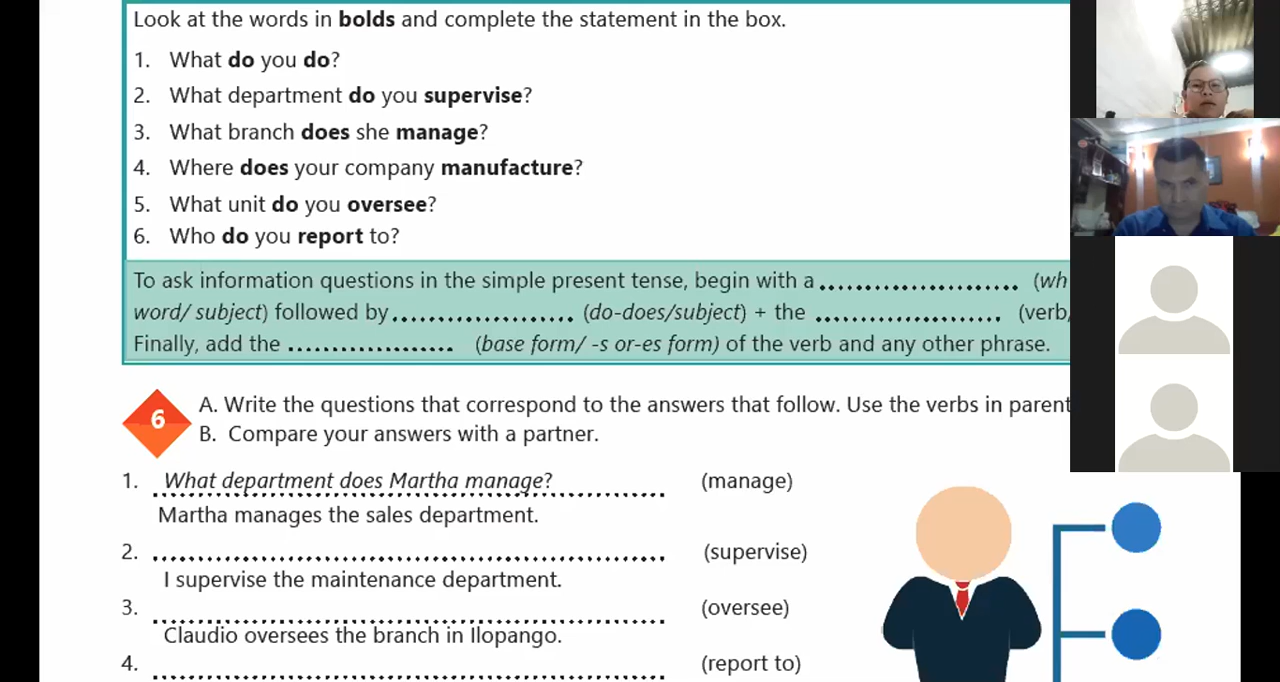 Look at the words in bolds and complete the statement in the box.
1. What do you do?
2. What department do you supervise?
3. What branch does she manage?
4. Where does your company manufacture?
5. What unit do you oversee?
6. Who do you report to?
To ask information questions in the simple present tense, begin with a ..................... (wh
word/ subject) followed by ................... (do-does/subject) + the ..................... (verb,
Finally, add the .................. (base form/ -s or-es form) of the verb and any other phrase.
6
A. Write the questions that correspond to the answers that follow. Use the verbs in parent
B. Compare your answers with a partner.
1. What department does Martha manage? (manage)
Martha manages the sales department.
2. (supervise)
I supervise the maintenance department.
3. (oversee)
Claudio oversees the branch in Ilopango.
4. (report to)